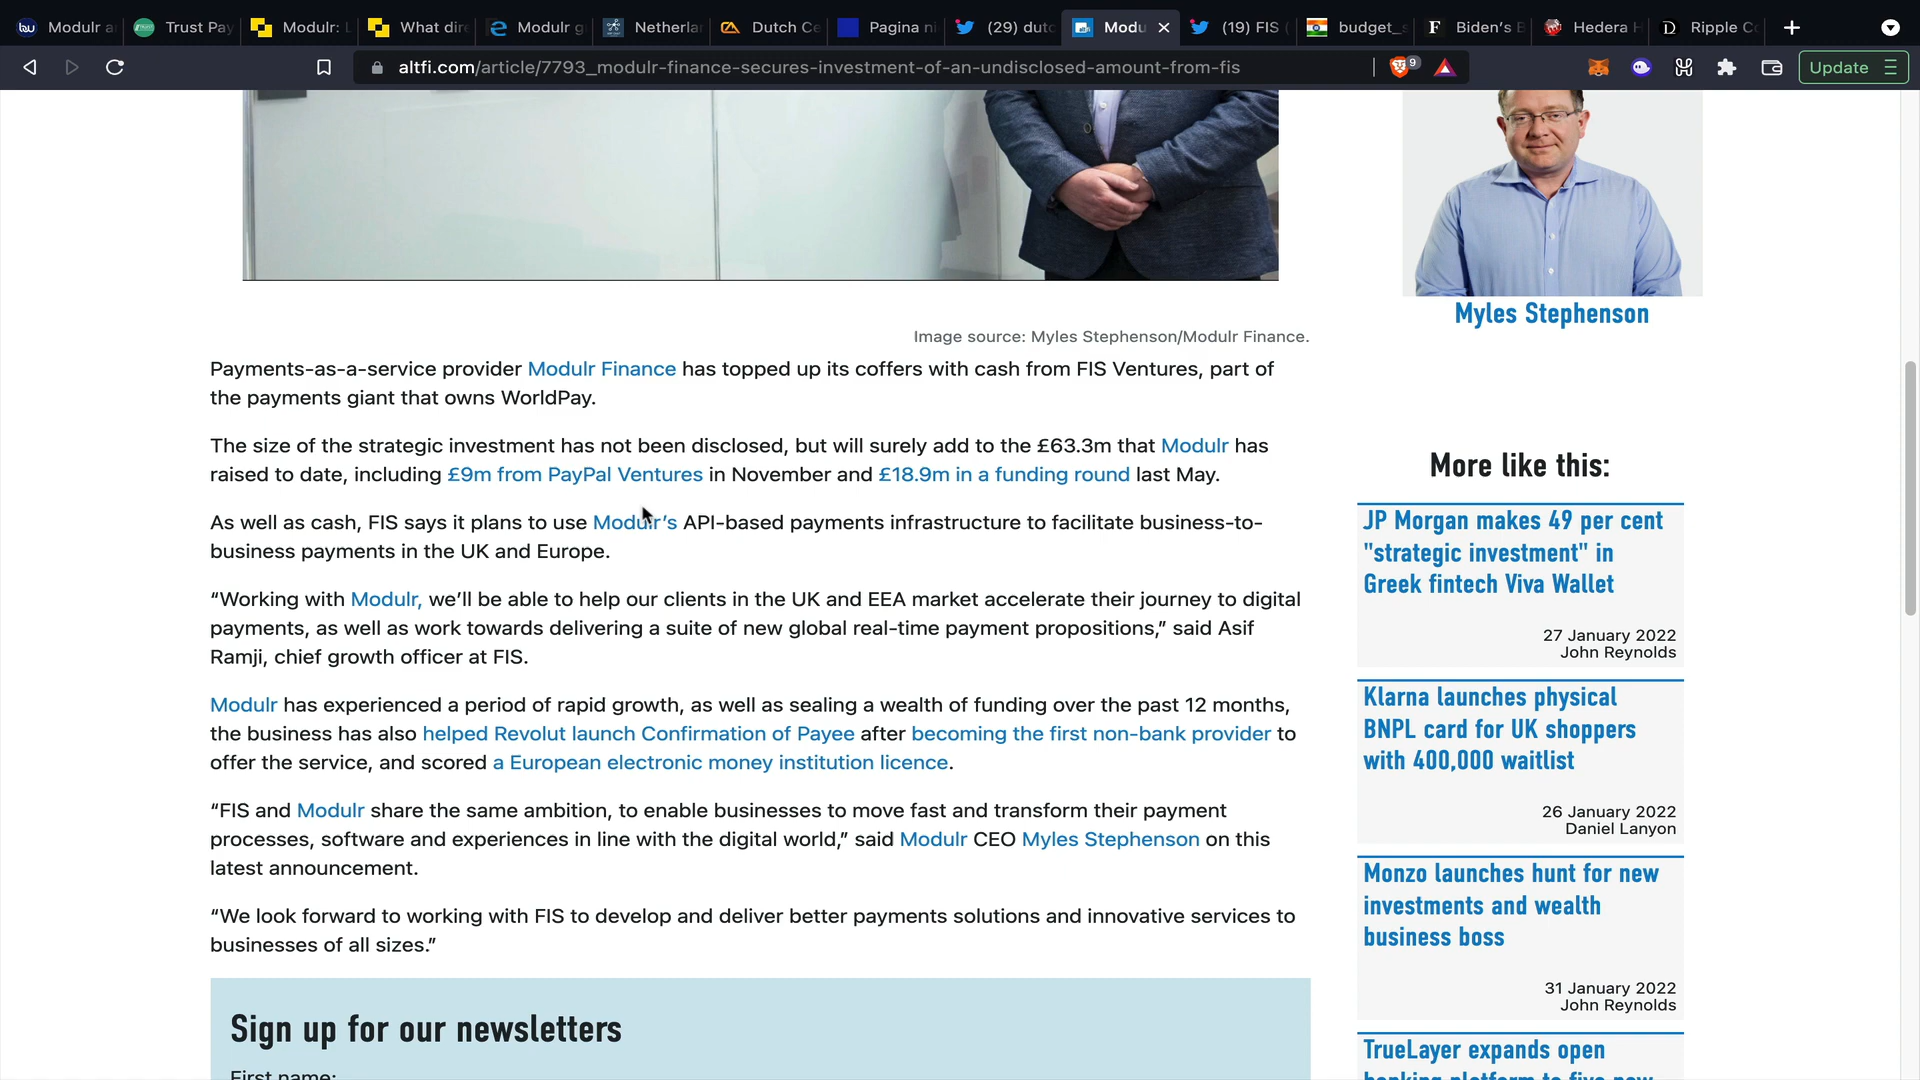 Modulr a
Trust Pay
Modulr: L
What dire
Modulr g
Netherla
Dutch Ce
Pagina ni
(29) dutc
Modu
(19) FIS (
budget_s
Biden's B
Hedera H
Ripple Co
altfi.com/article/7793_modulr-finance-secures-investment-of-an-undisclosed-amount-from-fis
9
Update
Myles Stephenson
Image source: Myles Stephenson/Modulr Finance.
Payments-as-a-service provider Modulr Finance has topped up its coffers with cash from FIS Ventures, part of
the payments giant that owns WorldPay.
The size of the strategic investment has not been disclosed, but will surely add to the £63.3m that Modulr has
raised to date, including £9m from PayPal Ventures in November and £18.9m in a funding round last May.
As well as cash, FIS says it plans to use Modulr's API-based payments infrastructure to facilitate business-to-
business payments in the UK and Europe.
“Working with Modulr, we'll be able to help our clients in the UK and EEA market accelerate their journey to digital
payments, as well as work towards delivering a suite of new global real-time payment propositions,” said Asif
Ramji, chief growth officer at FIS.
Modulr has experienced a period of rapid growth, as well as sealing a wealth of funding over the past 12 months,
the business has also helped Revolut launch Confirmation of Payee after becoming the first non-bank provider to
offer the service, and scored a European electronic money institution licence.
“FIS and Modulr share the same ambition, to enable businesses to move fast and transform their payment
processes, software and experiences in line with the digital world,” said Modulr CEO Myles Stephenson on this
latest announcement.
“We look forward to working with FIS to develop and deliver better payments solutions and innovative services to
businesses of all sizes.”
Sign up for our newsletters
First name:
More like this:
JP Morgan makes 49 per cent
"strategic investment" in
Greek fintech Viva Wallet
27 January 2022
John Reynolds
Klarna launches physical
BNPL card for UK shoppers
with 400,000 waitlist
26 January 2022
Daniel Lanyon
Monzo launches hunt for new
investments and wealth
business boss
31 January 2022
John Reynolds
TrueLayer expands open
banking platform to five new